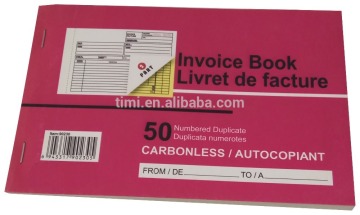 Invoice Book
Livret de facture
timi.en.alibaba.com
50 Numbered Duplicate
Duplicata numerotes
CARBONLESS / AUTOCOPIANT
FROM / DE TO / A